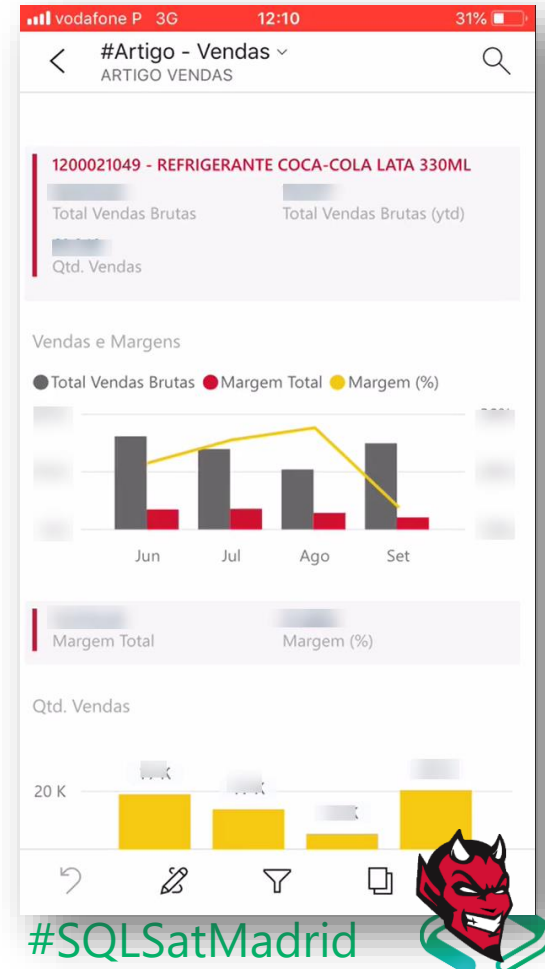 vodafone P 3G 12:10 31%
#Artigo - Vendas
ARTIGO VENDAS
1200021049 - REFRIGERANTE COCA-COLA LATA 330ML
Total Vendas Brutas Total Vendas Brutas (ytd)
Qtd. Vendas
Vendas e Margens
Total Vendas Brutas Margem Total Margem (%)
Jun Jul Ago Set
Margem Total Margem (%)
Qtd. Vendas
20 K
#SQLSatMadrid